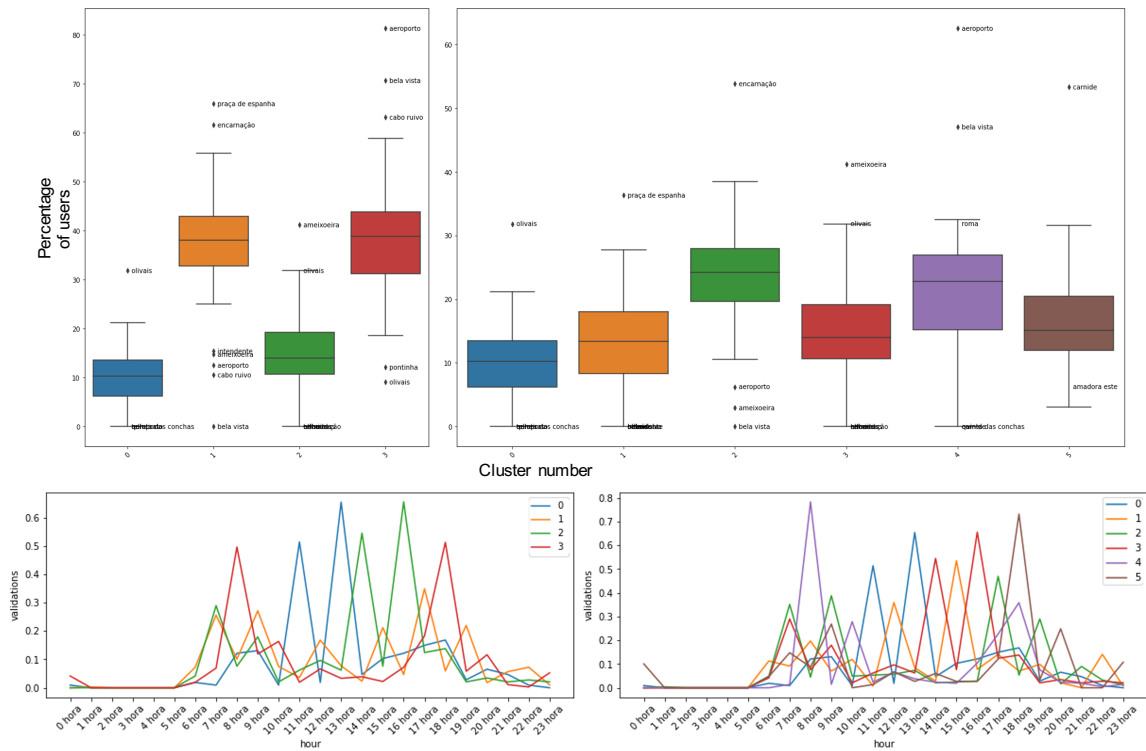 80
70
60
50
40
30
20
10
0
Percentage
of users
aeroporto
bela vista
praça de espanha
cabo ruivo
encarnação
ameixoeira
olivais
olivais
intendente
ameixoeira
aeroporto
cabo ruivo
pontinha
olivais
das conchas
bela vista
0
1
2
3
60
50
40
30
20
10
0
aeroporto
encarnação
carnide
bela vista
ameixoeira
praça de espanha
olivais
olivais
roma
aeroporto
amadora este
ameixoeira
das conchas
bela vista
das conchas
0
1
2
3
4
5
Cluster number
0.6
0.5
0.4
0.3
0.2
0.1
0.0
validations
0
1
2
3
0 hora
1 hora
2 hora
3 hora
4 hora
5 hora
6 hora
7 hora
8 hora
9 hora
10 hora
11 hora
12 hora
13 hora
14 hora
15 hora
16 hora
17 hora
18 hora
19 hora
20 hora
21 hora
22 hora
23 hora
hour
0.8
0.7
0.6
0.5
0.4
0.3
0.2
0.1
0.0
validations
0
1
2
3
4
5
0 hora
1 hora
2 hora
3 hora
4 hora
5 hora
6 hora
7 hora
8 hora
9 hora
10 hora
11 hora
12 hora
13 hora
14 hora
15 hora
16 hora
17 hora
18 hora
19 hora
20 hora
21 hora
22 hora
23 hora
hour